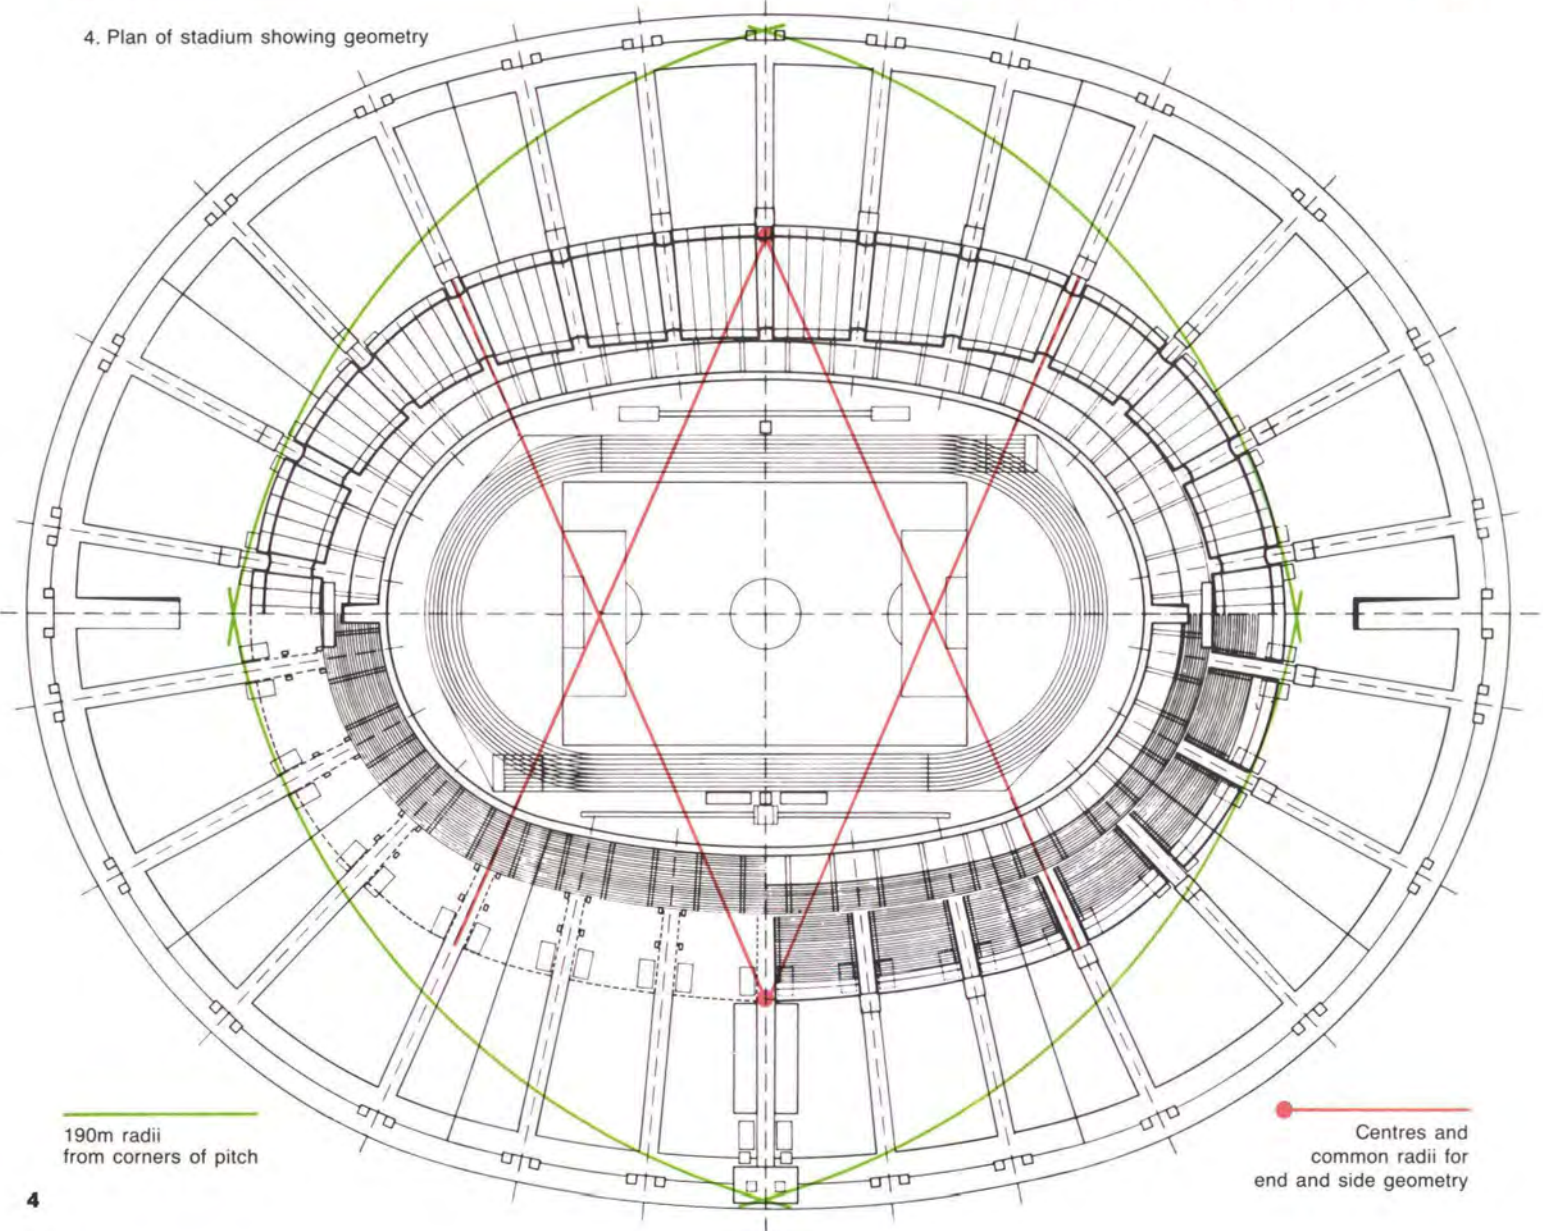 4. Plan of stadium showing geometry
190m radii
from corners of pitch
Centres and
common radii for
end and side geometry
4